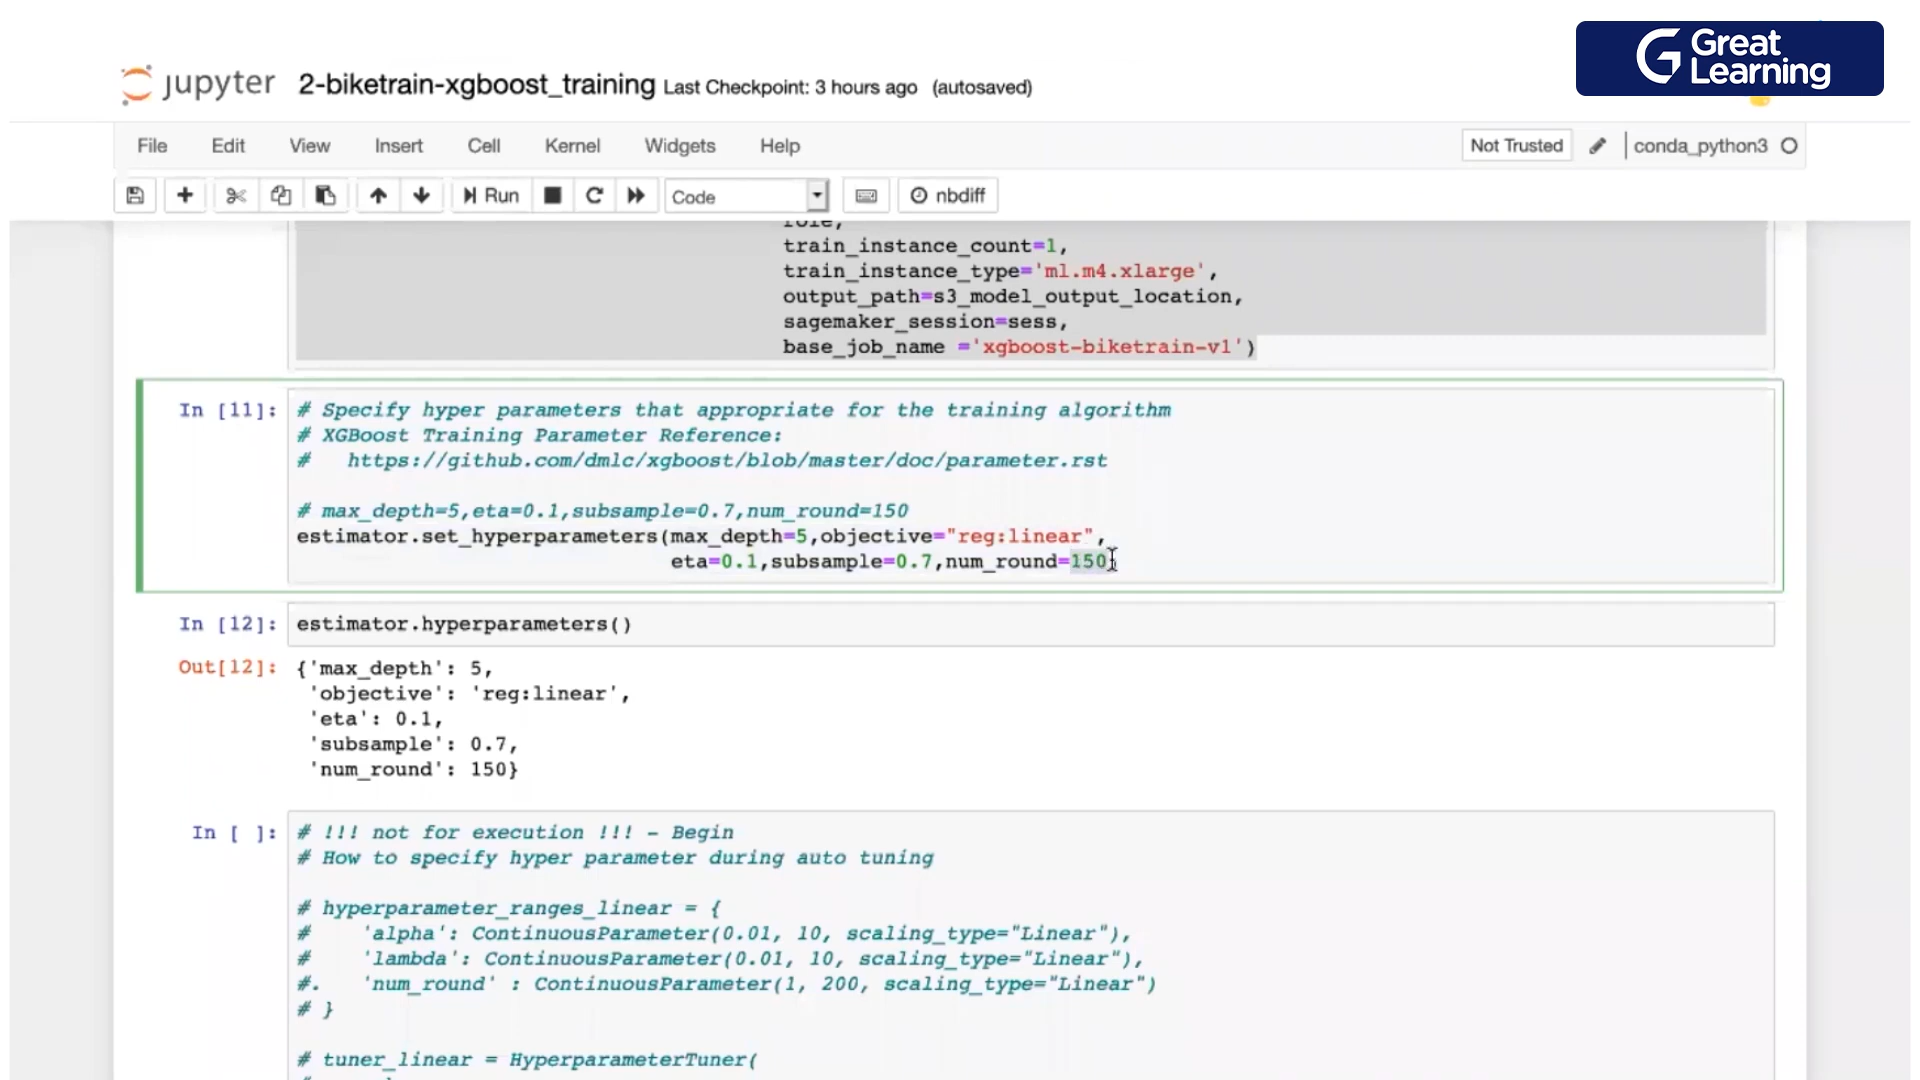 Great
Learning
jupyter 2-biketrain-xgboost_training Last Checkpoint: 3 hours ago (autosaved)
File Edit View Insert Cell Kernel Widgets Help Not Trusted conda_python3
Run Code nbdiff
role,
train_instance_count=1,
train_instance_type='ml.m4.xlarge',
output_path=s3_model_output_location,
sagemaker_session=sess,
base_job_name ='xgboost-biketrain-v1')
In [11]: # Specify hyper parameters that appropriate for the training algorithm
# XGBoost Training Parameter Reference:
# https://github.com/dmlc/xgboost/blob/master/doc/parameter.rst
# max_depth=5,eta=0.1,subsample=0.7,num_round=150
estimator.set_hyperparameters(max_depth=5,objective="reg:linear",
eta=0.1,subsample=0.7,num_round=150)
In [12]: estimator.hyperparameters()
Out[12]: {'max_depth': 5,
'objective': 'reg:linear',
'eta': 0.1,
'subsample': 0.7,
'num_round': 150}
In [ ]: # !!! not for execution !!! - Begin
# How to specify hyper parameter during auto tuning
# hyperparameter_ranges_linear = {
# 'alpha': ContinuousParameter(0.01, 10, scaling_type="Linear"),
# 'lambda': ContinuousParameter(0.01, 10, scaling_type="Linear"),
#. 'num_round' : ContinuousParameter(1, 200, scaling_type="Linear")
# }
# tuner_linear = HyperparameterTuner(